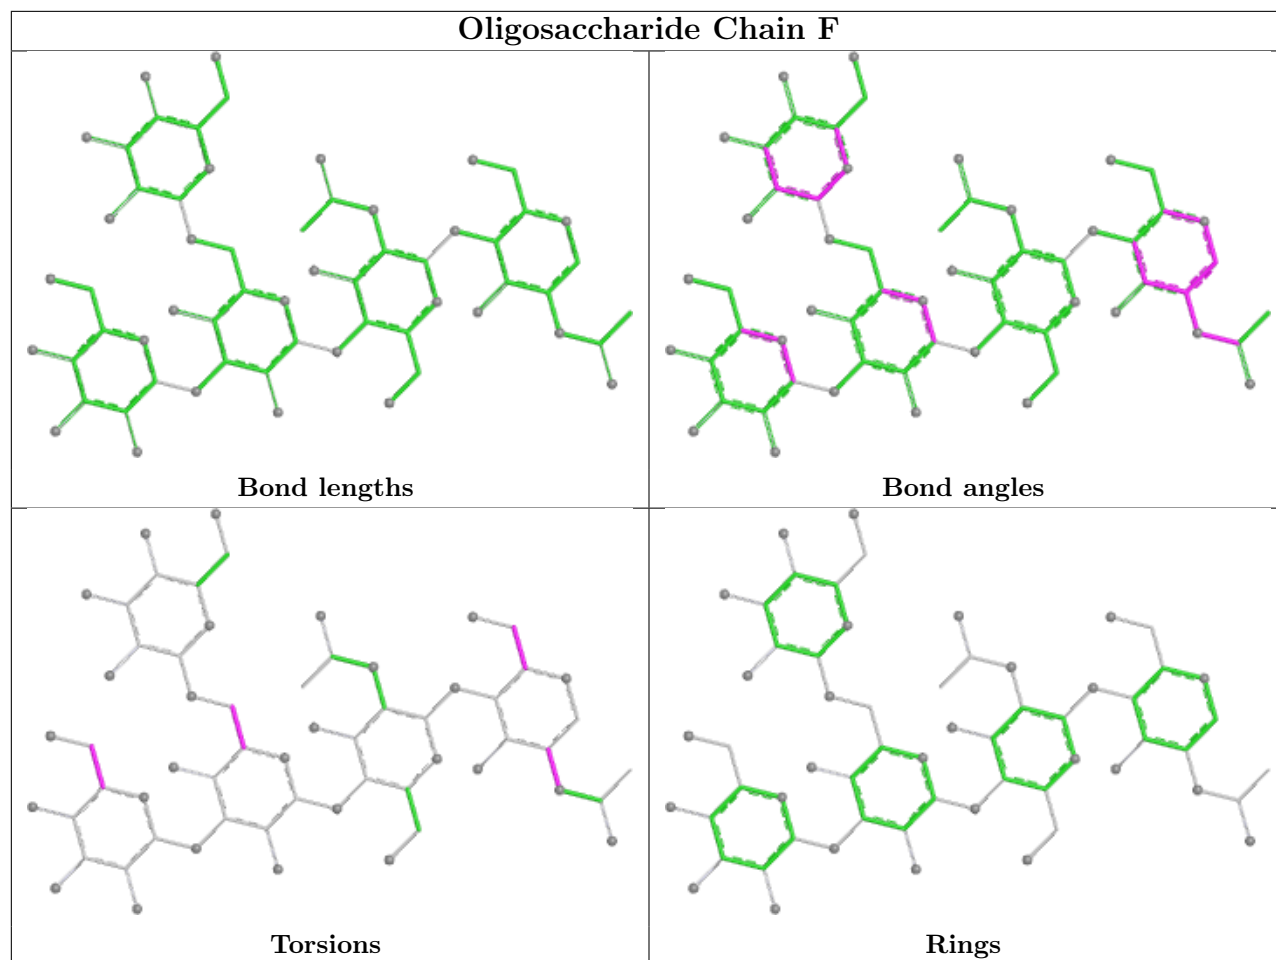 Oligosaccharide Chain F
Bond lengths
Bond angles
Torsions
Rings